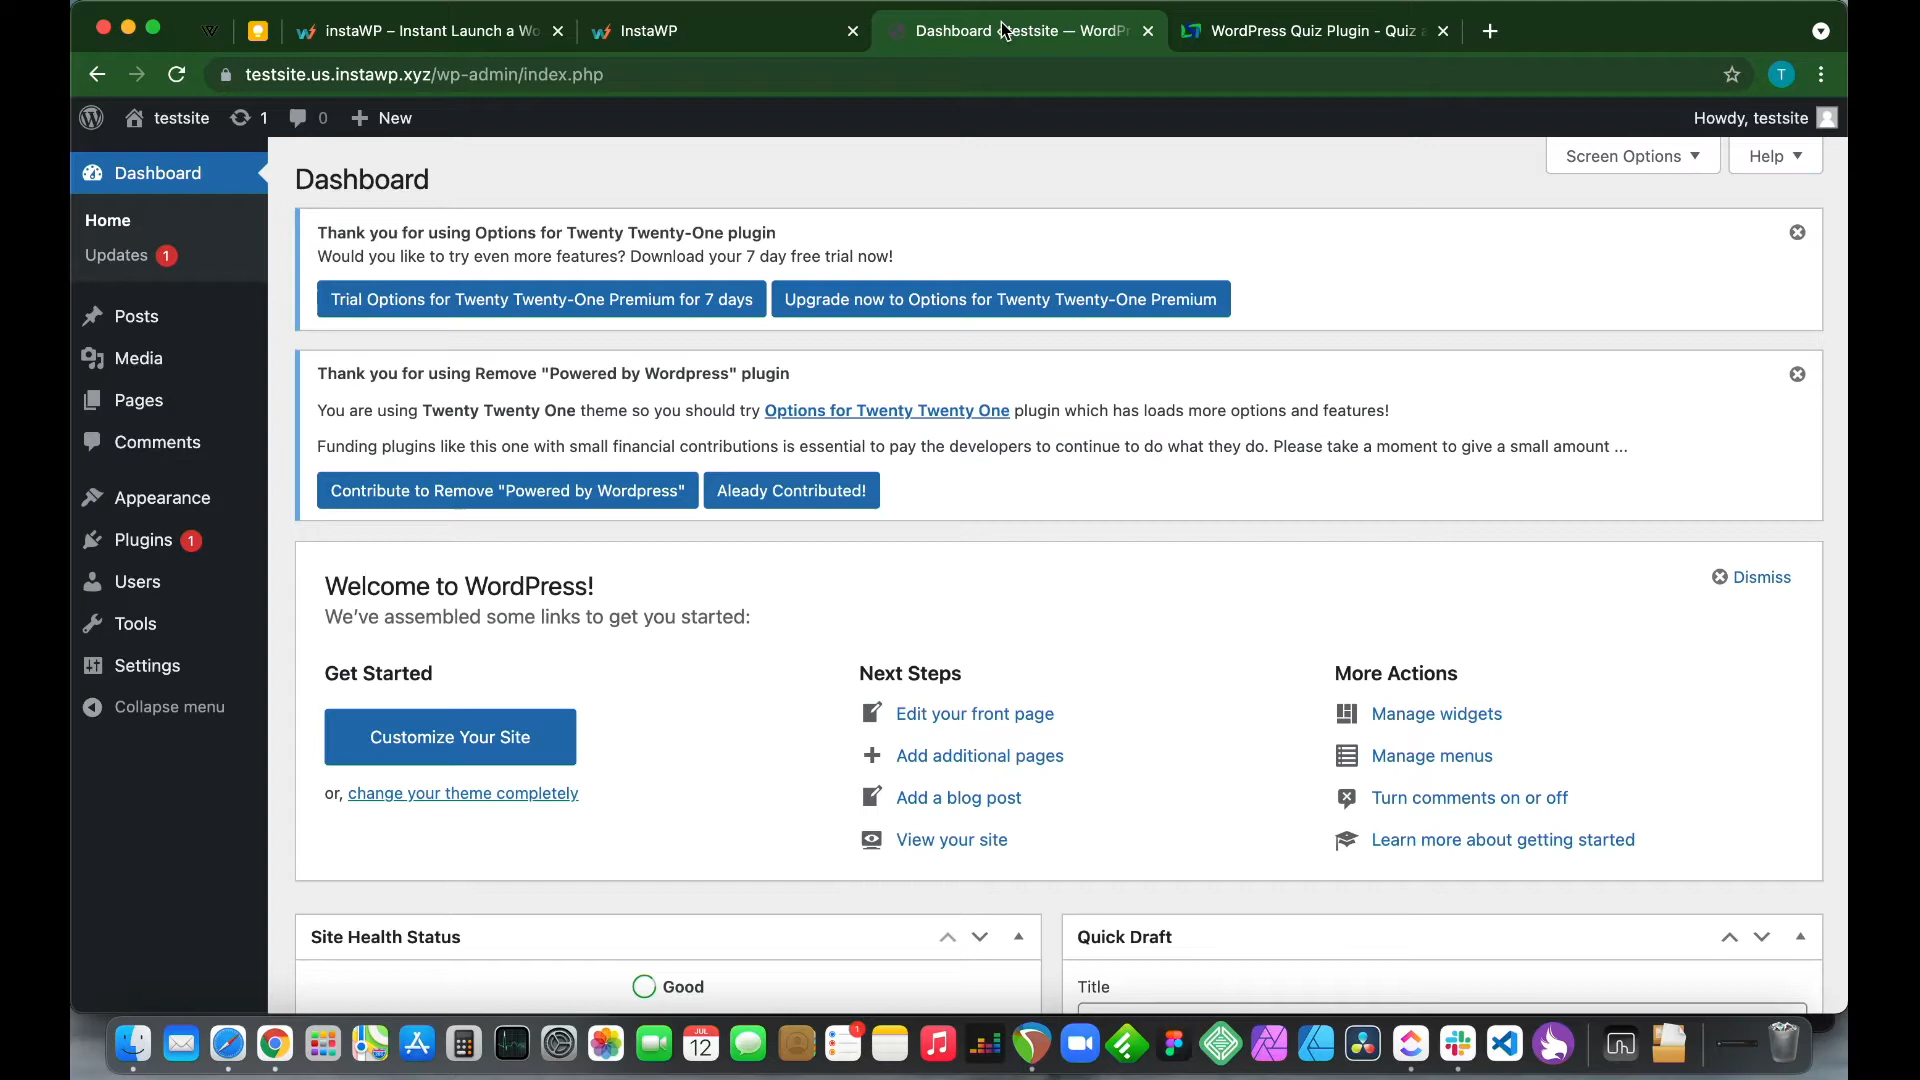 instaWP – Instant Launch a Wo
InstaWP
Dashboard ‹ testsite — WordPr
WordPress Quiz Plugin - Quiz a
testsite.us.instawp.xyz/wp-admin/index.php
T
testsite
1
0
New
Howdy, testsite
Dashboard
Home
Updates 1
Posts
Media
Pages
Comments
Appearance
Plugins 1
Users
Tools
Settings
Collapse menu
Screen Options
Help
Dashboard
Thank you for using Options for Twenty Twenty-One plugin
Would you like to try even more features? Download your 7 day free trial now!
Trial Options for Twenty Twenty-One Premium for 7 days
Upgrade now to Options for Twenty Twenty-One Premium
Thank you for using Remove "Powered by Wordpress" plugin
You are using Twenty Twenty One theme so you should try Options for Twenty Twenty One plugin which has loads more options and features!
Funding plugins like this one with small financial contributions is essential to pay the developers to continue to do what they do. Please take a moment to give a small amount ...
Contribute to Remove "Powered by Wordpress"
Aleady Contributed!
Welcome to WordPress!
We've assembled some links to get you started:
Dismiss
Get Started
Customize Your Site
or, change your theme completely
Next Steps
Edit your front page
Add additional pages
Add a blog post
View your site
More Actions
Manage widgets
Manage menus
Turn comments on or off
Learn more about getting started
Site Health Status
Good
Quick Draft
Title
JUL
12
1